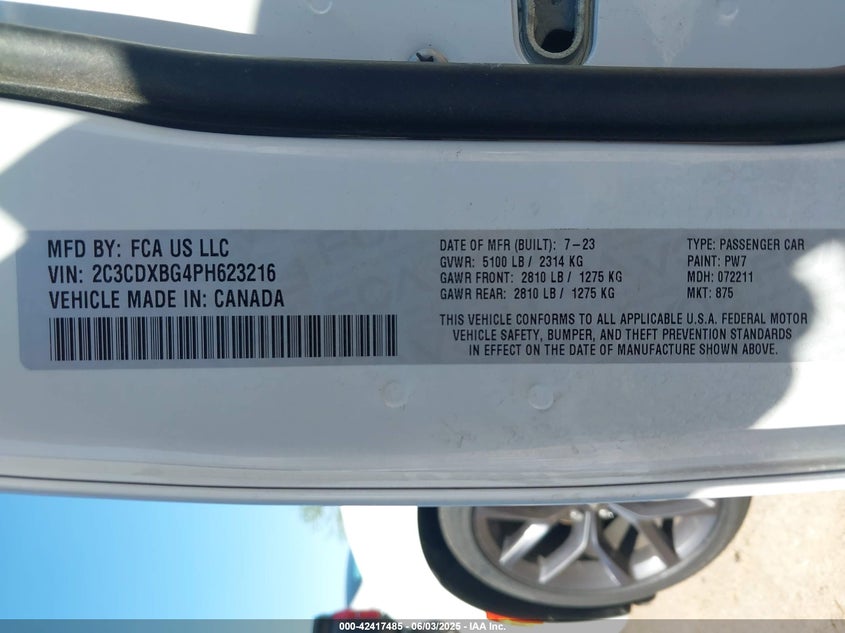 MFD BY: FCA US LLC
VIN: 2C3CDXBG4PH623216
VEHICLE MADE IN: CANADA
DATE OF MFR (BUILT): 7-23
GVWR: 5100 LB / 2314 KG
GAWR FRONT: 2810 LB / 1275 KG
GAWR REAR: 2810 LB / 1275 KG
TYPE: PASSENGER CAR
PAINT: PW7
MDH: 072211
MKT: 875
THIS VEHICLE CONFORMS TO ALL APPLICABLE U.S.A. FEDERAL MOTOR
VEHICLE SAFETY, BUMPER, AND THEFT PREVENTION STANDARDS
IN EFFECT ON THE DATE OF MANUFACTURE SHOWN ABOVE.
000-42417485 - 06/03/2025 - IAA Inc.